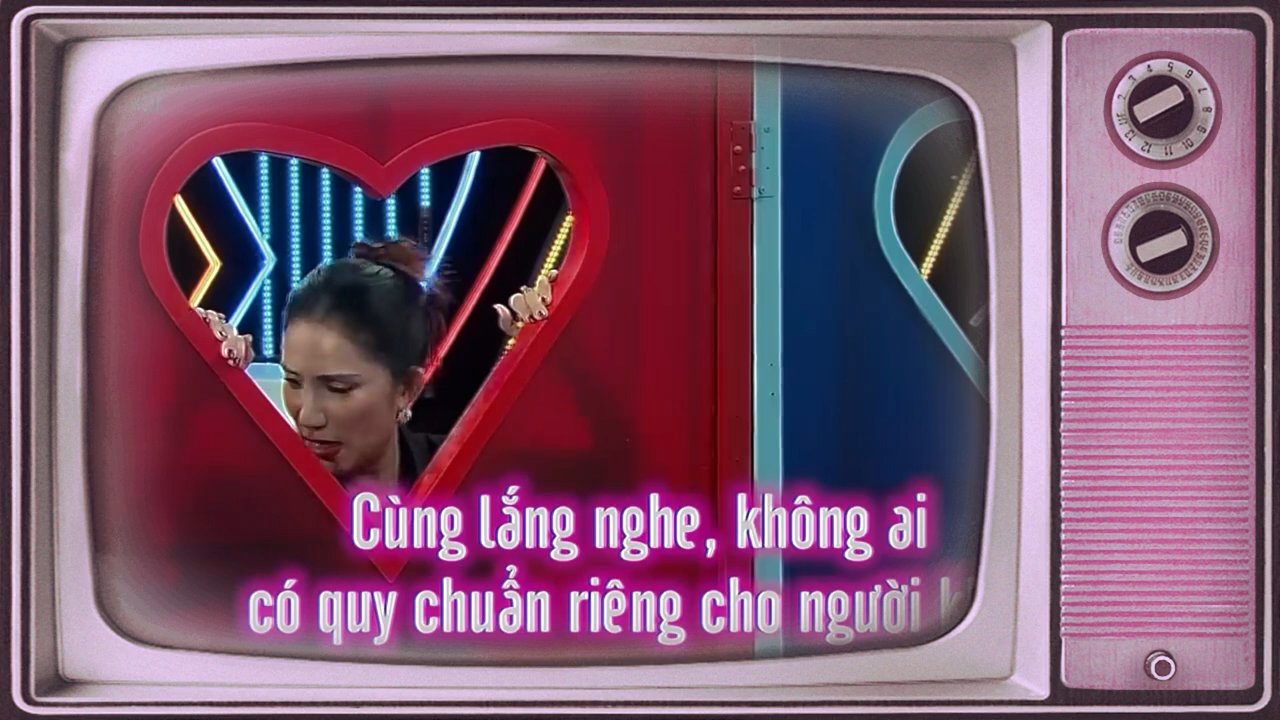 Cùng lắng nghe, không ai
có quy chuẩn riêng cho người